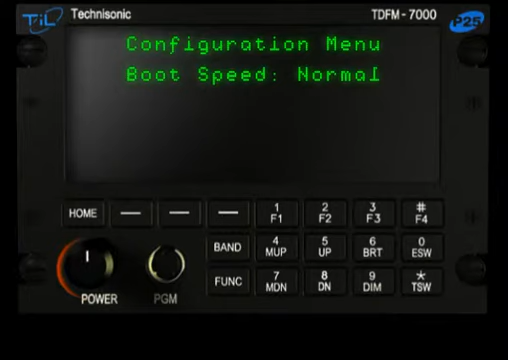 TiL Technisonic TDFM - 7000 P25
Configuration Menu
Boot Speed: Normal
HOME — — — 1 F1 2 F2 3 F3 # F4
BAND 4 MUP 5 UP 6 BRT 0 ESW
FUNC 7 MDN 8 DN 9 DIM * TSW
POWER PGM